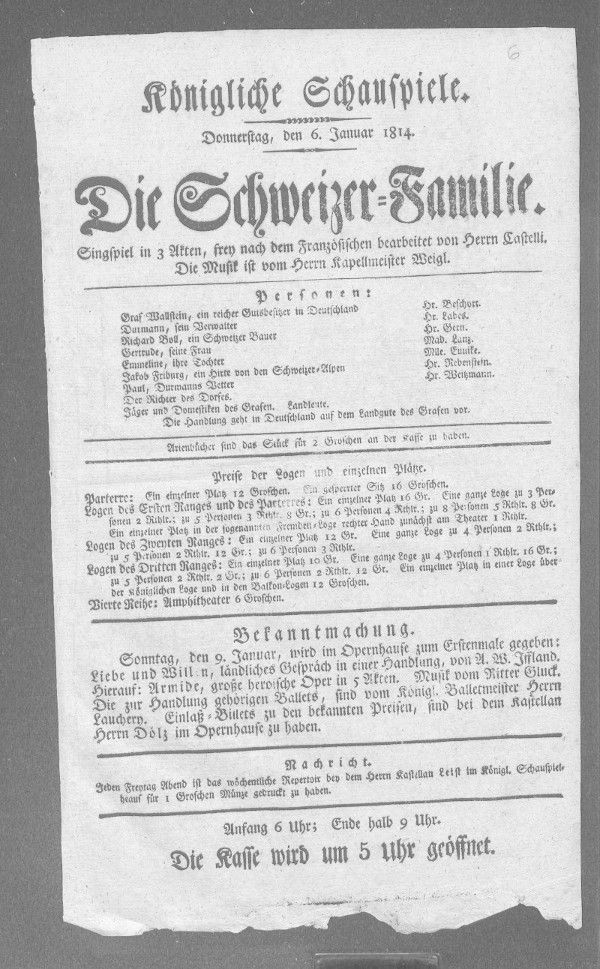 6
Königliche Schauspiele.
Donnerstag, den 6. Januar 1814.
Die Schweizer-Familie.
Singspiel in 3 Akten, frey nach dem Französischen bearbeitet von Herrn Castelli.
Die Musik ist vom Herrn Kapellmeister Weigl.
Personen:
Graf Wallstein, ein reicher Gutsbesitzer in Deutschland Hr. Beschort.
Durmann, sein Verwalter Hr. Labes.
Richard Boll, ein Schweizer Bauer Hr. Gern.
Gertrude, seine Frau Mad. Lanz.
Emmeline, ihre Tochter Mlle. Eunike.
Jakob Friburg, ein Hirte von den Schweizer-Alpen Hr. Rebenstein.
Paul, Durmanns Vetter Hr. Weitzmann.
Der Richter des Dorfes.
Jäger und Domestiken des Grafen. Landleute.
Die Handlung geht in Deutschland auf dem Landgute des Grafen vor.
Arienbücher sind das Stück für 2 Groschen an der Kasse zu haben.
Preise der Logen und einzelnen Plätze.
Parterre: Ein einzelner Platz 12 Groschen. Ein gesperrter Sitz 16 Groschen.
Logen des Ersten Ranges und des Parterres: Ein einzelner Platz 16 Gr. Eine ganze Loge zu 3 Per-
sonen 2 Rthlr.; zu 5 Personen 3 Rthlr. 8 Gr.; zu 6 Personen 4 Rthlr.; zu 8 Personen 5 Rthlr. 8 Gr.
Ein einzelner Platz in der sogenannten Fremden-Loge rechter Hand zunächst am Theater 1 Rthlr.
Logen des Zweyten Ranges: Ein einzelner Platz 12 Gr. Eine ganze Loge zu 4 Personen 2 Rthlr.;
zu 5 Personen 2 Rthlr. 12 Gr.; zu 6 Personen 3 Rthlr.
Logen des Dritten Ranges: Ein einzelner Platz 10 Gr. Eine ganze Loge zu 4 Personen 1 Rthlr. 16 Gr.;
zu 5 Personen 2 Rthlr. 2 Gr.; zu 6 Personen 2 Rthlr. 12 Gr. Ein einzelner Platz in einer Loge über-
der Königlichen Loge und in den Balkon-Logen 12 Groschen.
Vierte Reihe: Amphitheater 6 Groschen.
Bekanntmachung.
Sonntag, den 9. Januar, wird im Opernhause zum Erstenmale gegeben:
Liebe und Willen, ländliches Gespräch in einer Handlung, von A. W. Iffland.
Hierauf: Armide, große heroische Oper in 5 Akten. Musik vom Ritter Gluck.
Die zur Handlung gehörigen Ballets, sind vom Königl. Balletmeister Herrn
Lauchery. Einlaß-Billets zu den bekannten Preisen, sind bei dem Kastellan
Herrn Dölz im Opernhause zu haben.
Nachricht.
Jeden Freytag Abend ist das wöchentliche Repertoir bey dem Herrn Kastellan Leist im Königl. Schauspiel-
hause für 1 Groschen Münze gedruckt zu haben.
Anfang 6 Uhr; Ende halb 9 Uhr.
Die Kasse wird um 5 Uhr geöffnet.